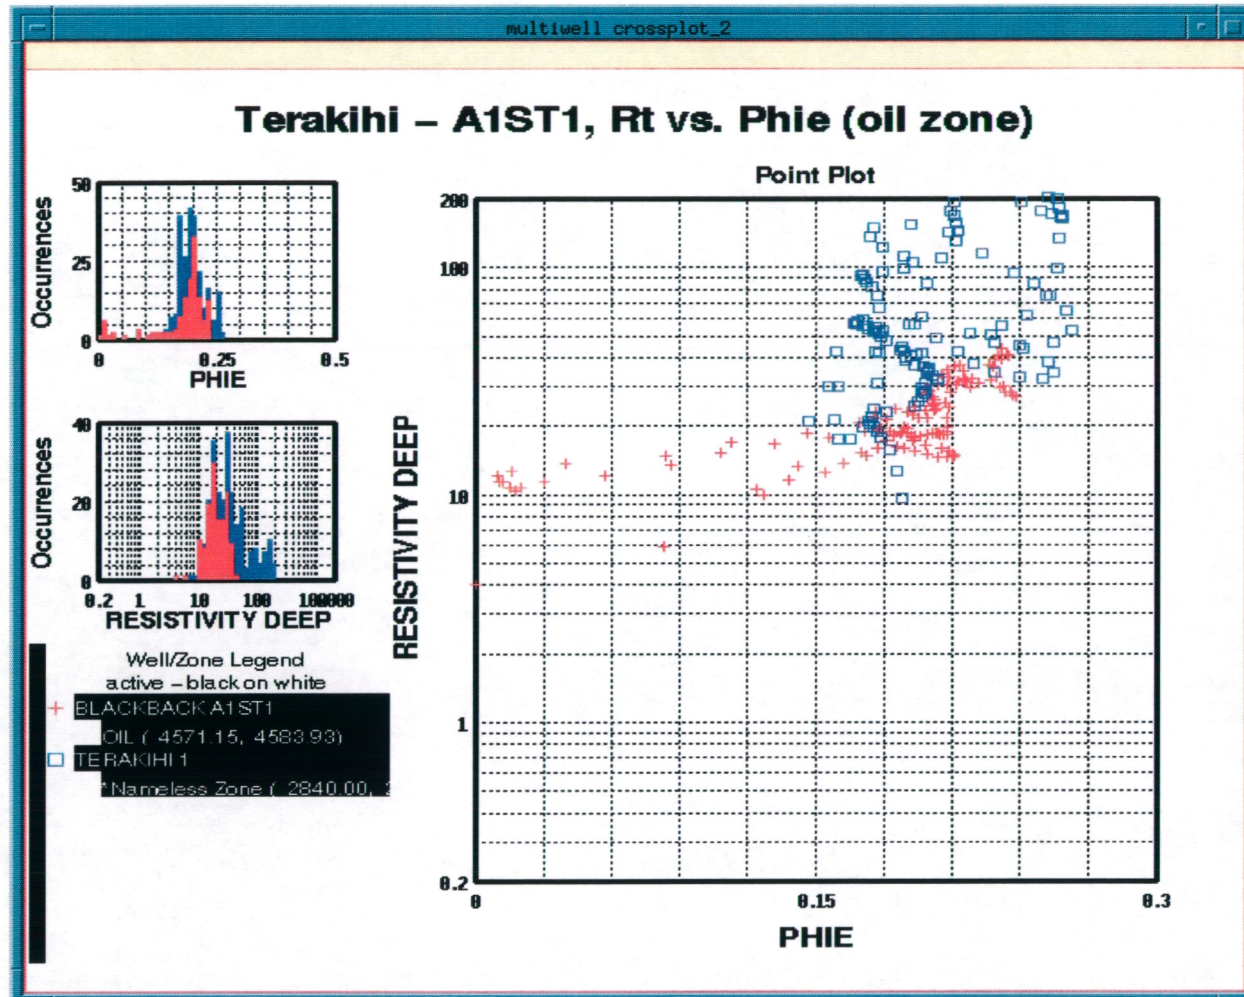 multiwell crossplot_2
Terakihi – A1ST1, Rt vs. Phie (oil zone)
50
25
0
Occurrences
0 0.25 0.5
PHIE
40
20
0
Occurrences
0.2 1 10 100
RESISTIVITY DEEP
Well/Zone Legend
active – black on white
BLACKBACK A1ST1
OIL ( 4571.15, 4583.93)
TERAKIHI 1
*Nameless Zone ( 2840.00,
Point Plot
200
100
10
1
0.2
RESISTIVITY DEEP
0 0.15 0.3
PHIE